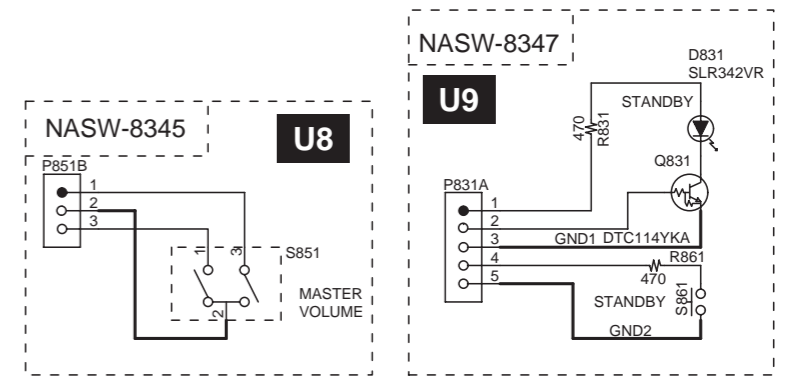 NASW-8345
U8
P851B
1
2
3
1
3
2
S851
MASTER
VOLUME
NASW-8347
U9
D831
SLR342VR
STANDBY
470
R831
Q831
P831A
1
2
3
4
5
GND1
DTC114YKA
R861
470
STANDBY
S861
GND2